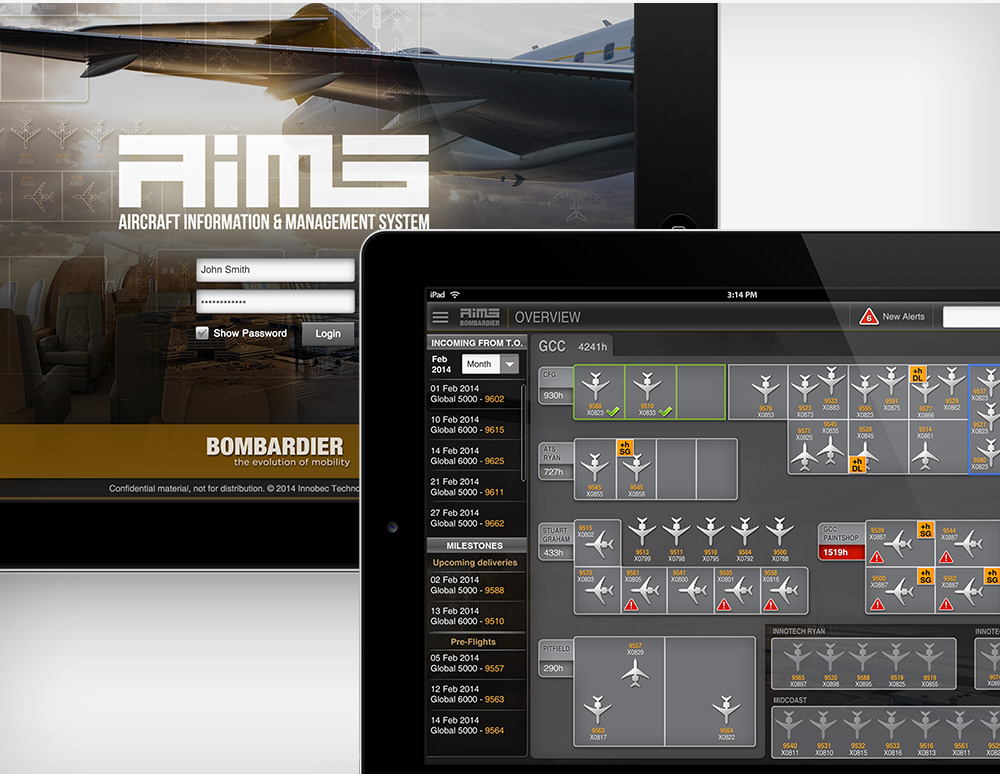 AIMS
AIRCRAFT INFORMATION & MANAGEMENT SYSTEM
John Smith
************
Show Password
Login
BOMBARDIER
the evolution of mobility
Confidential material, not for distribution. © 2014 Innobec
iPad
3:14 PM
AIMS
BOMBARDIER
OVERVIEW
6
New Alerts
INCOMING FROM T.O.
Feb
2014
Month
01 Feb 2014
Global 5000 - 9602
10 Feb 2014
Global 6000 - 9615
14 Feb 2014
Global 6000 - 9625
21 Feb 2014
Global 5000 - 9611
27 Feb 2014
Global 5000 - 9662
MILESTONES
Upcoming deliveries
02 Feb 2014
Global 5000 - 9588
13 Feb 2014
Global 6000 - 9510
Pre-Flights
05 Feb 2014
Global 5000 - 9557
12 Feb 2014
Global 6000 - 9563
14 Feb 2014
Global 5000 - 9564
GCC 4241h
CFG
930h
9588
X0823
9510
X0833
9576
X0853
9523
X0873
9533
X0883
9595
X0823
9591
X0875
+h
DL
9577
X0866
9529
X0862
9537
X0823
9571
X0825
9545
X0835
+h
DL
9528
X0845
9514
X0861
9521
X0823
9580
X0823
ATS
RYAN
727h
9545
X0855
+h
SG
9545
X0858
STUART
GRAHAM
433h
9515
X0802
9513
X0799
9511
X0798
9510
X0795
9504
X0792
9500
X0788
9570
X0803
9561
X0805
9541
X0800
9505
X0801
9558
X0816
GCC
PAINTSHOP
1519h
9539
X0887
+h
SG
9544
X0887
9500
X0887
+h
SG
9562
X0887
+h
SG
PITFIELD
290h
9557
X0829
9563
X0817
9564
X0822
INNOTECH RYAN
9565
X0897
9520
X0898
9588
X0895
9519
X0825
9519
X0855
MIDCOAST
9540
X0811
9531
X0810
9532
X0815
9533
X0816
9516
X0813
9561
X0811